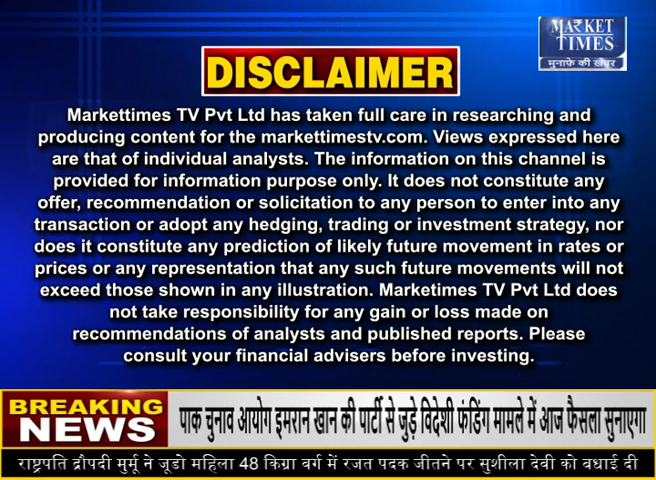 MARKET
TIMES
मुनाफे की खबर
DISCLAIMER
Markettimes TV Pvt Ltd has taken full care in researching and
producing content for the markettimestv.com. Views expressed here
are that of individual analysts. The information on this channel is
provided for information purpose only. It does not constitute any
offer, recommendation or solicitation to any person to enter into any
transaction or adopt any hedging, trading or investment strategy, nor
does it constitute any prediction of likely future movement in rates or
prices or any representation that any such future movements will not
exceed those shown in any illustration. Marketimes TV Pvt Ltd does
not take responsibility for any gain or loss made on
recommendations of analysts and published reports. Please
consult your financial advisers before investing.
BREAKING
NEWS
पाक चुनाव आयोग इमरान खान की पार्टी से जुड़े विदेशी फंडिंग मामले में आज फैसला सुनाएगा
राष्ट्रपति द्रौपदी मुर्मू ने जूडो महिला 48 किग्रा वर्ग में रजत पदक जीतने पर सुशीला देवी को बधाई दी